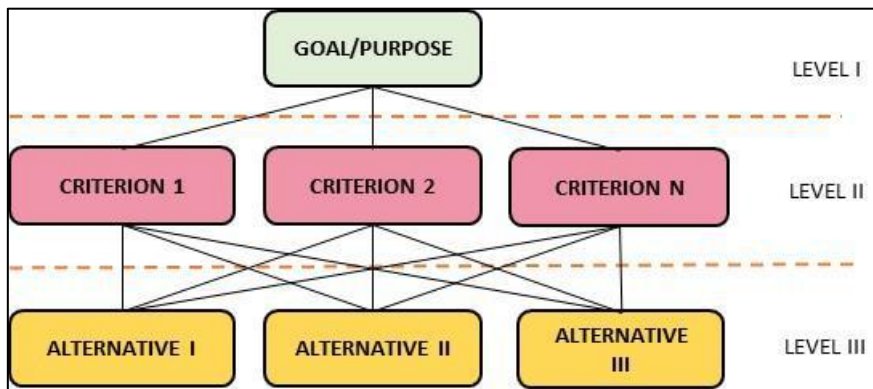 GOAL/PURPOSE
LEVEL I
CRITERION 1
CRITERION 2
CRITERION N
LEVEL II
ALTERNATIVE I
ALTERNATIVE II
ALTERNATIVE
III
LEVEL III